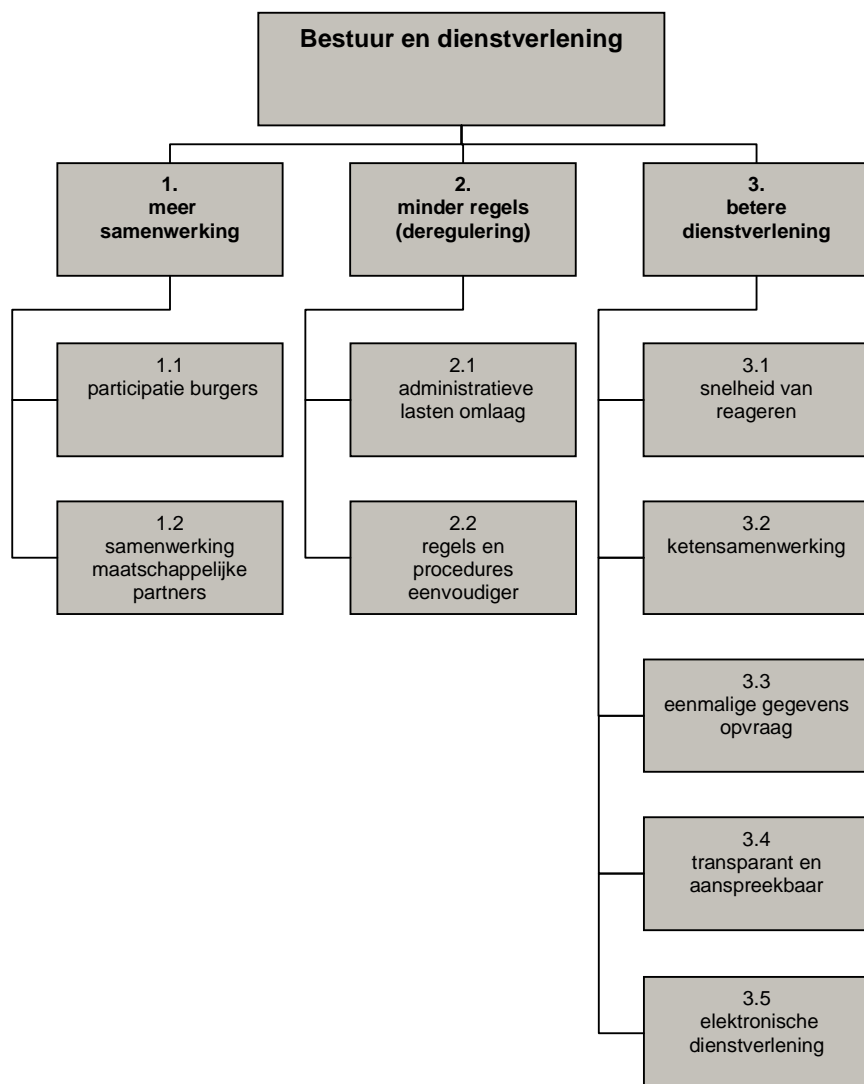 Bestuur en dienstverlening
1.
meer
samenwerking
2.
minder regels
(deregulering)
3.
betere
dienstverlening
1.1
participatie burgers
1.2
samenwerking
maatschappelijke
partners
2.1
administratieve
lasten omlaag
2.2
regels en
procedures
eenvoudiger
3.1
snelheid van
reageren
3.2
ketensamenwerking
3.3
eenmalige gegevens
opvraag
3.4
transparant en
aanspreekbaar
3.5
elektronische
dienstverlening